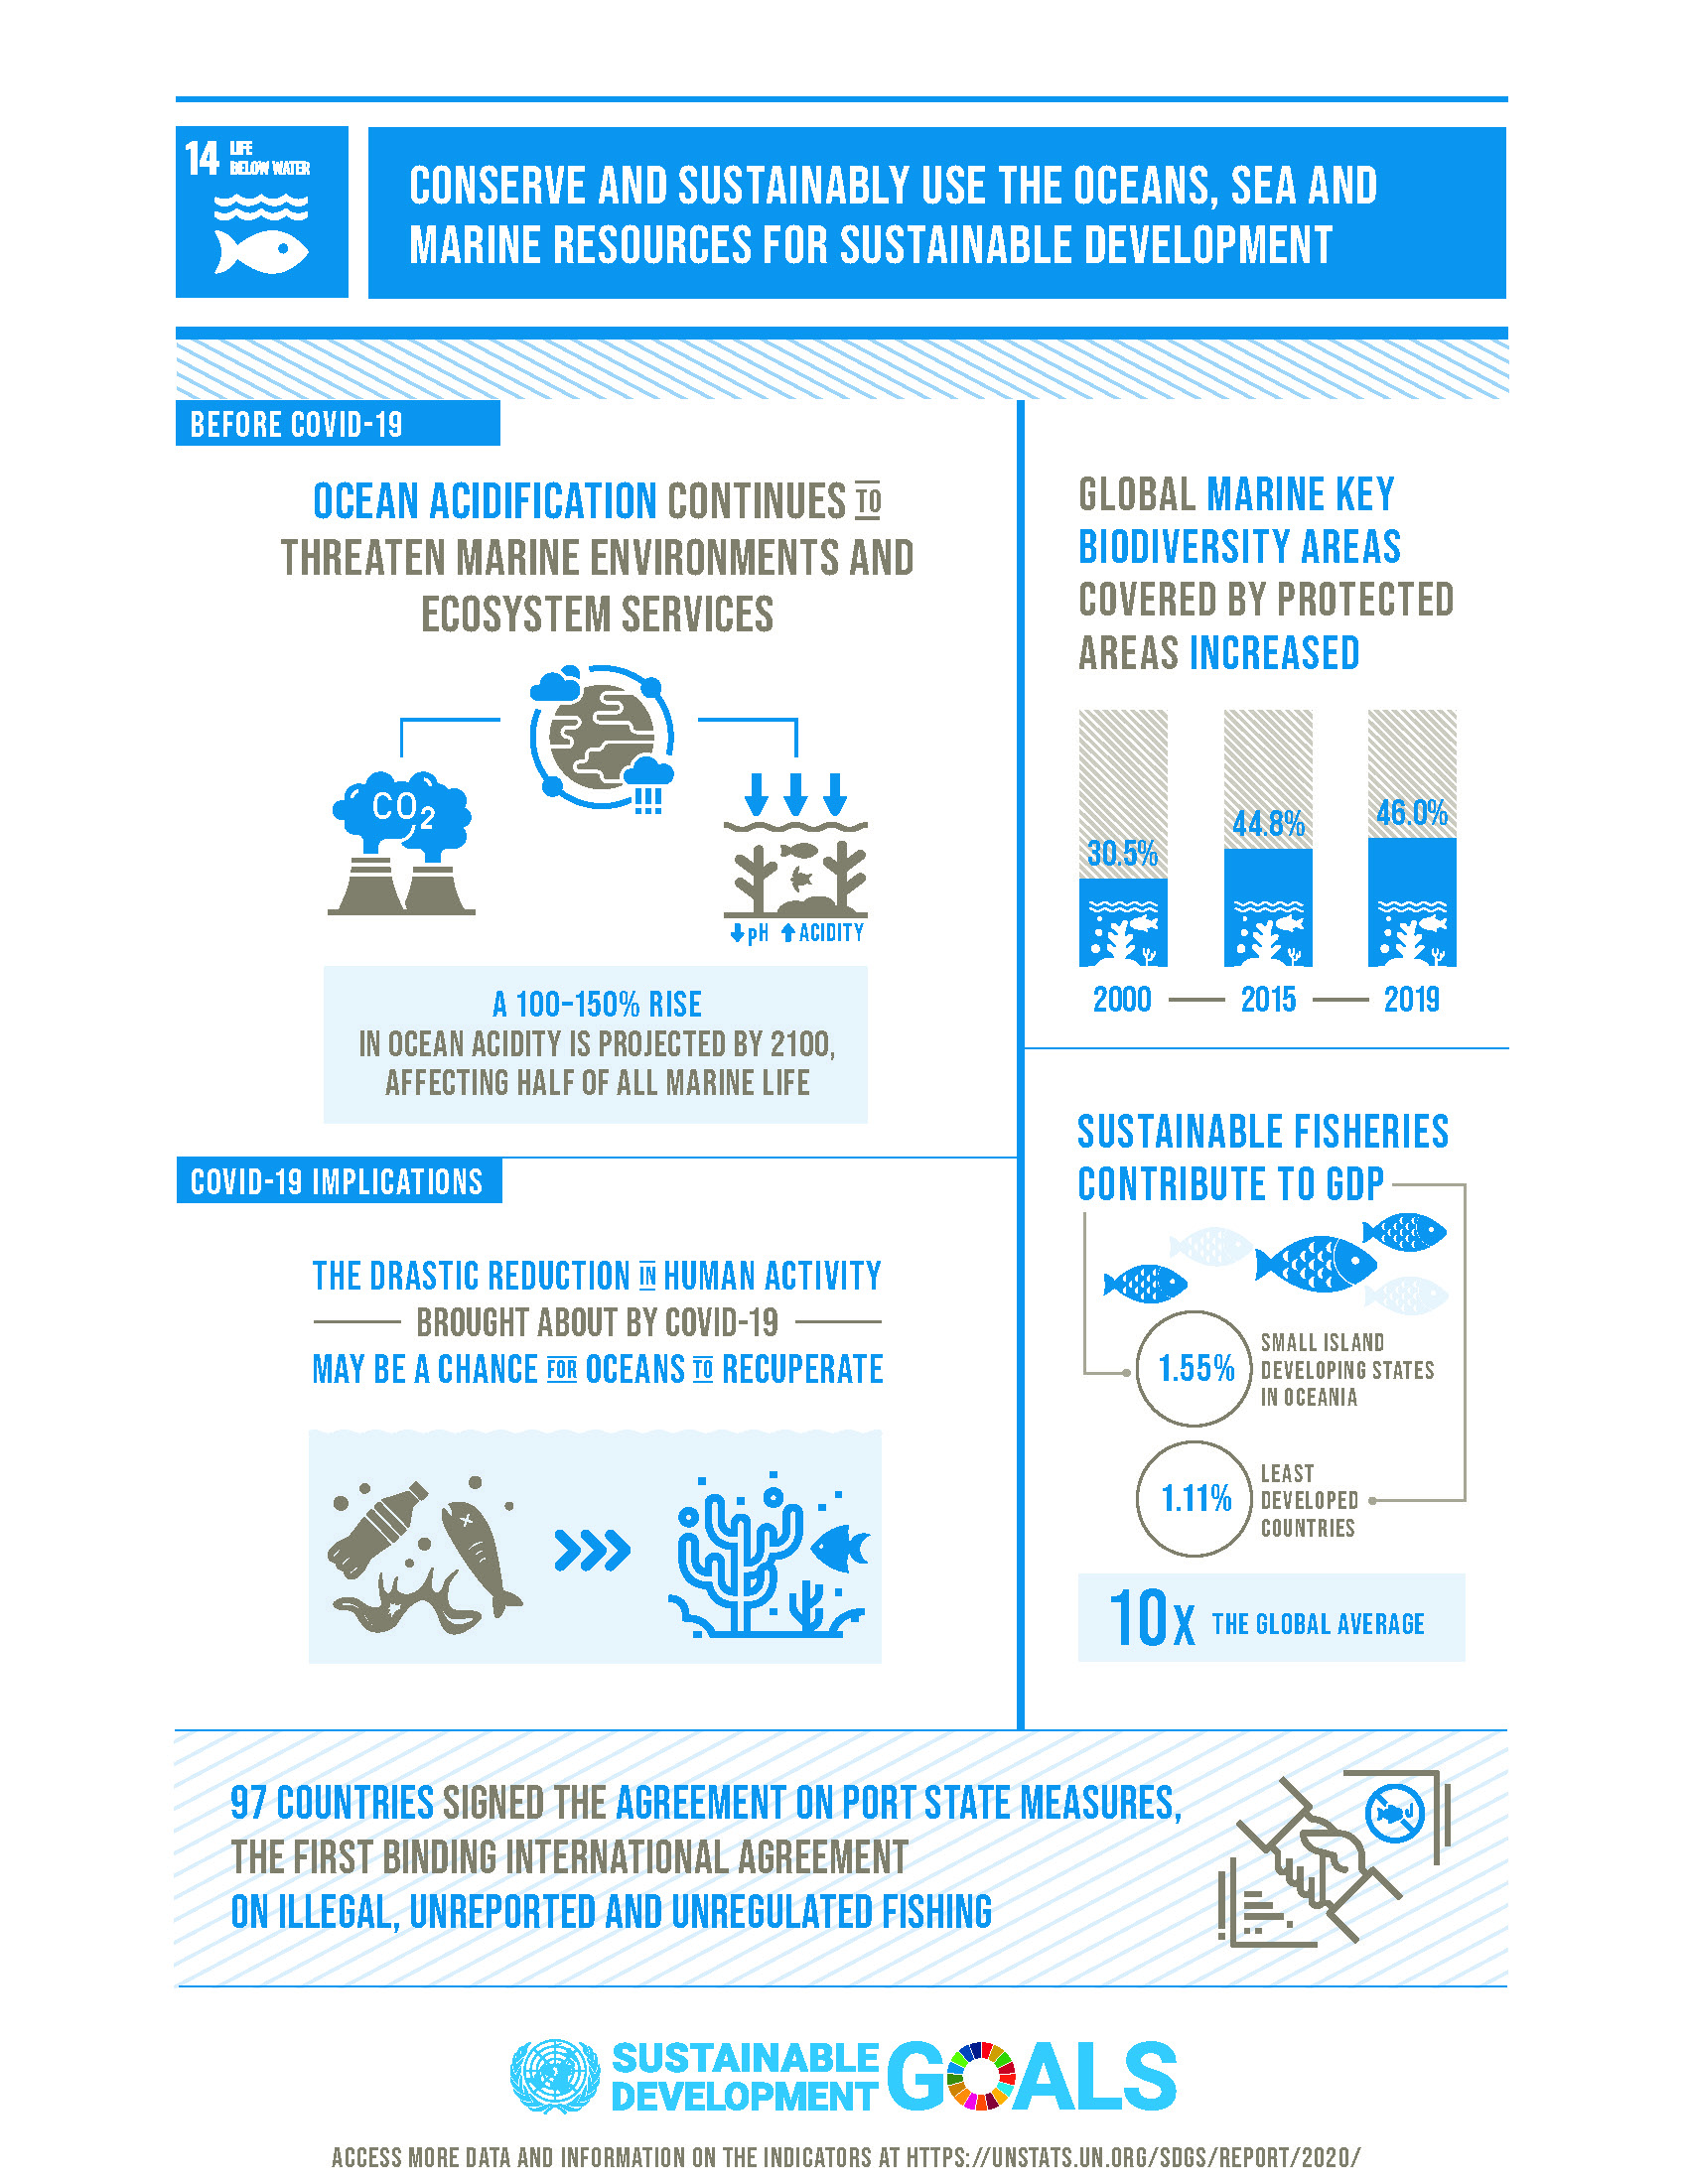 14 LIFE
BELOW WATER
CONSERVE AND SUSTAINABLY USE THE OCEANS, SEA AND
MARINE RESOURCES FOR SUSTAINABLE DEVELOPMENT
BEFORE COVID-19
OCEAN ACIDIFICATION CONTINUES TO
THREATEN MARINE ENVIRONMENTS AND
ECOSYSTEM SERVICES
CO2
pH ACIDITY
A 100-150% RISE
IN OCEAN ACIDITY IS PROJECTED BY 2100,
AFFECTING HALF OF ALL MARINE LIFE
COVID-19 IMPLICATIONS
THE DRASTIC REDUCTION IN HUMAN ACTIVITY
BROUGHT ABOUT BY COVID-19
MAY BE A CHANCE FOR OCEANS TO RECUPERATE
GLOBAL MARINE KEY
BIODIVERSITY AREAS
COVERED BY PROTECTED
AREAS INCREASED
30.5%
44.8%
46.0%
2000
2015
2019
SUSTAINABLE FISHERIES
CONTRIBUTE TO GDP
1.55%
SMALL ISLAND
DEVELOPING STATES
IN OCEANIA
1.11%
LEAST
DEVELOPED
COUNTRIES
10X THE GLOBAL AVERAGE
97 COUNTRIES SIGNED THE AGREEMENT ON PORT STATE MEASURES,
THE FIRST BINDING INTERNATIONAL AGREEMENT
ON ILLEGAL, UNREPORTED AND UNREGULATED FISHING
SUSTAINABLE
DEVELOPMENT
GOALS
ACCESS MORE DATA AND INFORMATION ON THE INDICATORS AT HTTPS://UNSTATS.UN.ORG/SDGS/REPORT/2020/